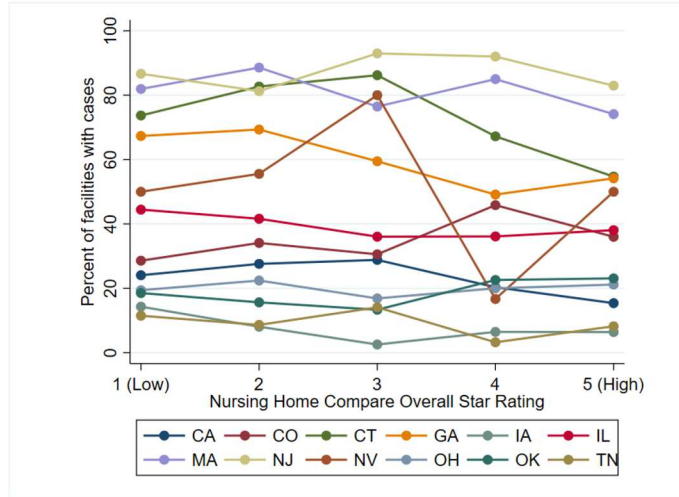 100
80
60
40
20
0
Percent of facilities with cases
1 (Low) 2 3 4 5 (High)
Nursing Home Compare Overall Star Rating
CA CO CT GA IA IL
MA NJ NV OH OK TN